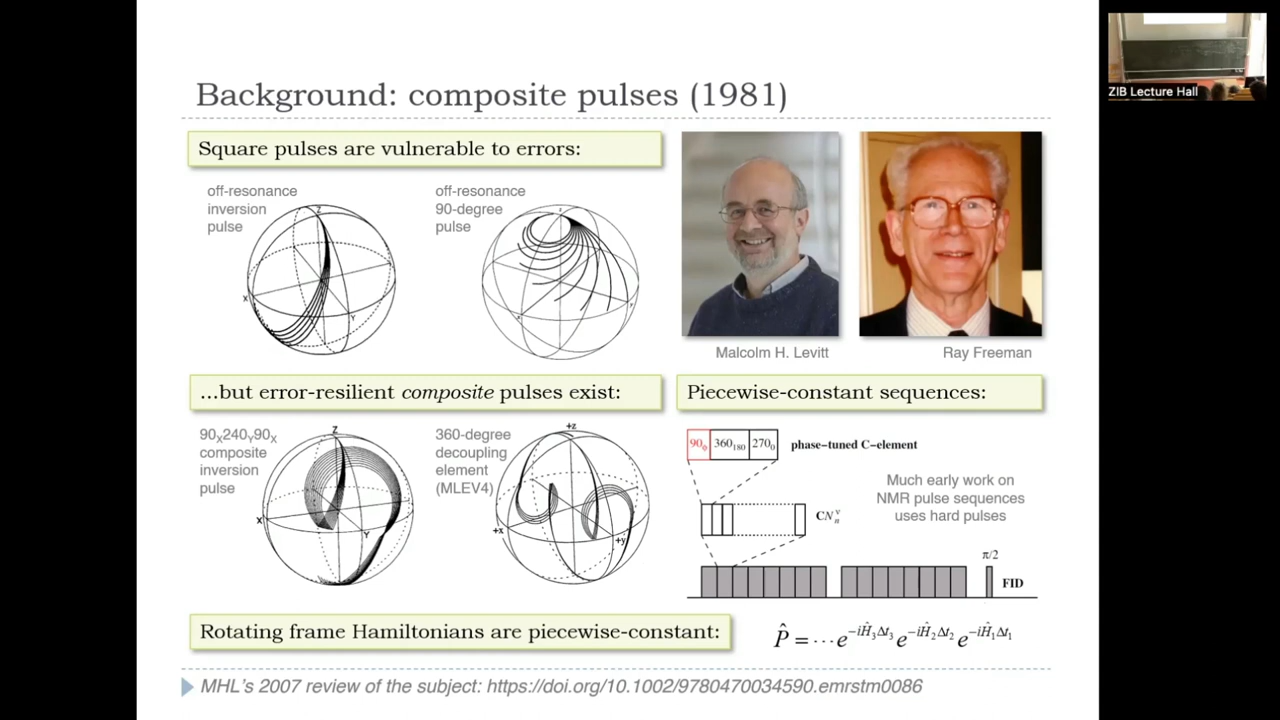 Background: composite pulses (1981)
ZIB Lecture Hall
Square pulses are vulnerable to errors:
off-resonance
inversion
pulse
Z
X
Y
off-resonance
90-degree
pulse
Malcolm H. Levitt
Ray Freeman
...but error-resilient composite pulses exist:
90X240Y90X
composite
inversion
pulse
Z
X
Y
360-degree
decoupling
element
(MLEV4)
+z
+x
+y
Piecewise-constant sequences:
90₀ 360₁₈₀ 270₀ phase-tuned C-element
Much early work on
NMR pulse sequences
uses hard pulses
CNₙᵛ
π/2
FID
Rotating frame Hamiltonians are piecewise-constant:
P̂ = ⋯ e^{-iĤ₃Δt₃} e^{-iĤ₂Δt₂} e^{-iĤ₁Δt₁}
MHL's 2007 review of the subject: https://doi.org/10.1002/9780470034590.emrstm0086